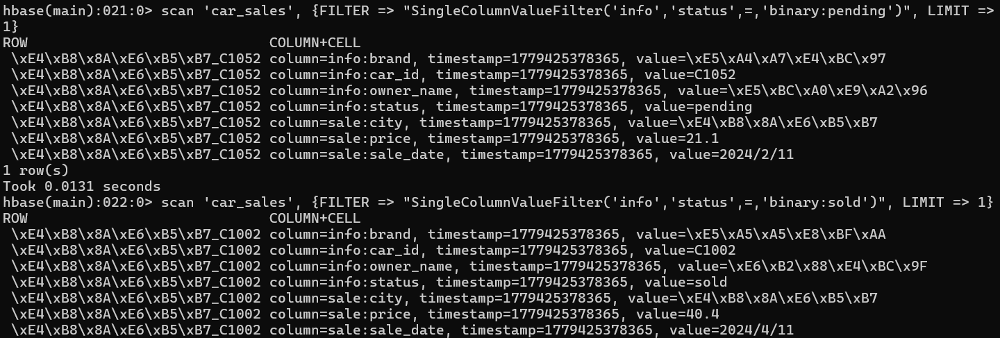 hbase(main):021:0> scan 'car_sales', {FILTER => "SingleColumnValueFilter('info','status',=,'binary:pending')", LIMIT =>
1}
ROW                                COLUMN+CELL
 \xE4\xB8\x8A\xE6\xB5\xB7_C1052 column=info:brand, timestamp=1779425378365, value=\xE5\xA4\xA7\xE4\xBC\x97
 \xE4\xB8\x8A\xE6\xB5\xB7_C1052 column=info:car_id, timestamp=1779425378365, value=C1052
 \xE4\xB8\x8A\xE6\xB5\xB7_C1052 column=info:owner_name, timestamp=1779425378365, value=\xE5\xBC\xA0\xE9\xA2\x96
 \xE4\xB8\x8A\xE6\xB5\xB7_C1052 column=info:status, timestamp=1779425378365, value=pending
 \xE4\xB8\x8A\xE6\xB5\xB7_C1052 column=sale:city, timestamp=1779425378365, value=\xE4\xB8\x8A\xE6\xB5\xB7
 \xE4\xB8\x8A\xE6\xB5\xB7_C1052 column=sale:price, timestamp=1779425378365, value=21.1
 \xE4\xB8\x8A\xE6\xB5\xB7_C1052 column=sale:sale_date, timestamp=1779425378365, value=2024/2/11
1 row(s)
Took 0.0131 seconds
hbase(main):022:0> scan 'car_sales', {FILTER => "SingleColumnValueFilter('info','status',=,'binary:sold')", LIMIT => 1}
ROW                                COLUMN+CELL
 \xE4\xB8\x8A\xE6\xB5\xB7_C1002 column=info:brand, timestamp=1779425378365, value=\xE5\xA5\xA5\xE8\xBF\xAA
 \xE4\xB8\x8A\xE6\xB5\xB7_C1002 column=info:car_id, timestamp=1779425378365, value=C1002
 \xE4\xB8\x8A\xE6\xB5\xB7_C1002 column=info:owner_name, timestamp=1779425378365, value=\xE6\xB2\x88\xE4\xBC\x9F
 \xE4\xB8\x8A\xE6\xB5\xB7_C1002 column=info:status, timestamp=1779425378365, value=sold
 \xE4\xB8\x8A\xE6\xB5\xB7_C1002 column=sale:city, timestamp=1779425378365, value=\xE4\xB8\x8A\xE6\xB5\xB7
 \xE4\xB8\x8A\xE6\xB5\xB7_C1002 column=sale:price, timestamp=1779425378365, value=40.4
 \xE4\xB8\x8A\xE6\xB5\xB7_C1002 column=sale:sale_date, timestamp=1779425378365, value=2024/4/11